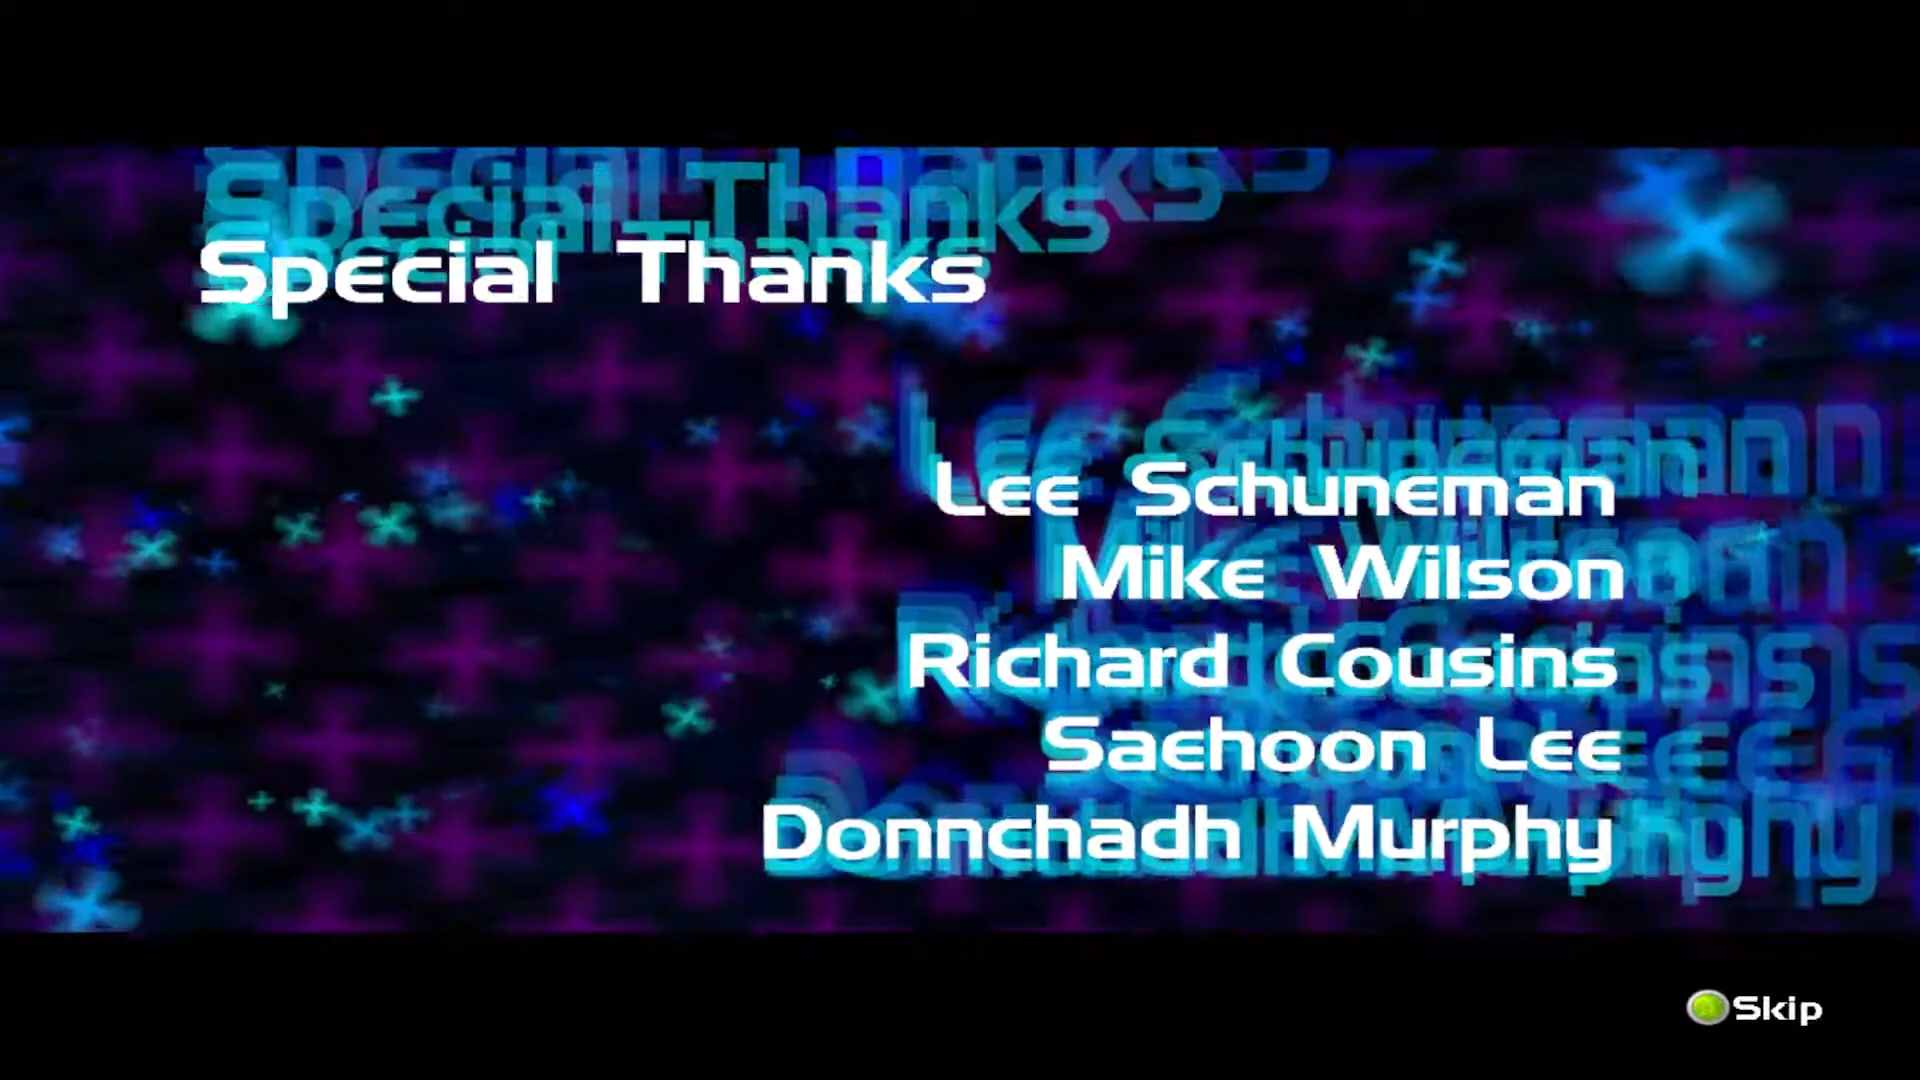 Special Thanks
Lee Schuneman
Mike Wilson
Richard Cousins
Saehoon Lee
Donnchadh Murphy
Skip